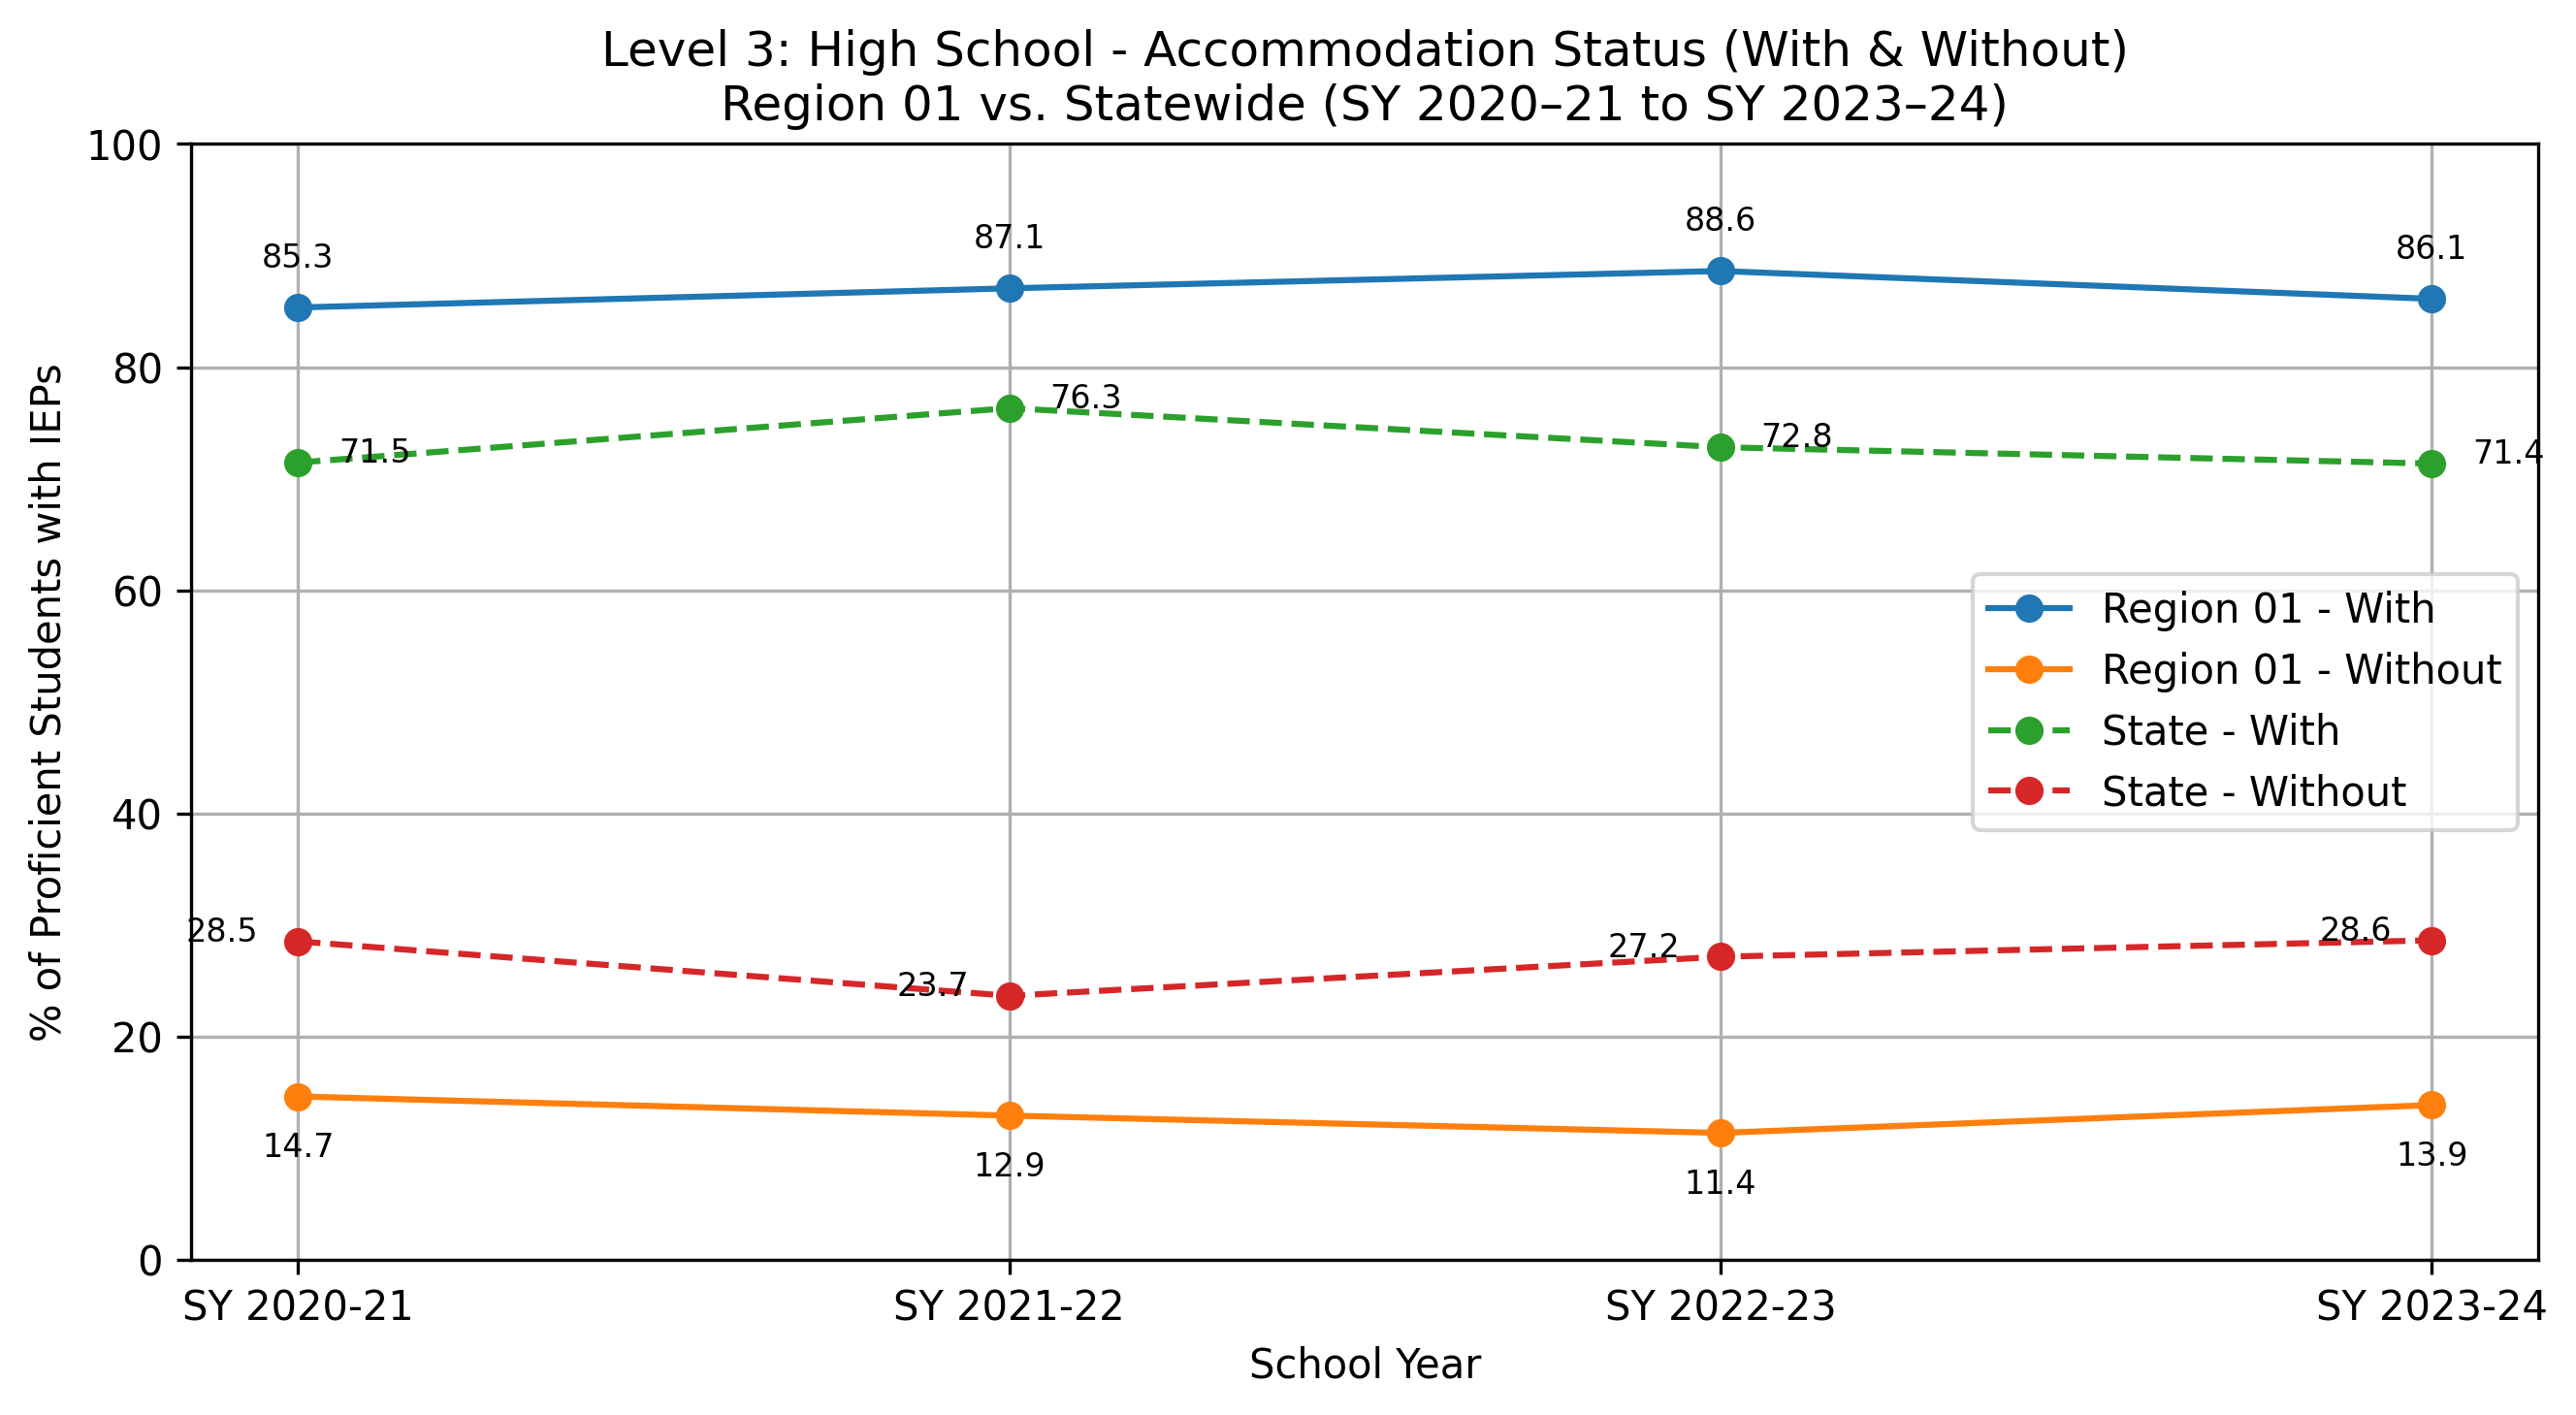 Level 3: High School - Accommodation Status (With & Without)
Region 01 vs. Statewide (SY 2020–21 to SY 2023–24)
% of Proficient Students with IEPs
100
80
60
40
20
0
85.3
87.1
88.6
86.1
71.5
76.3
72.8
71.4
Region 01 - With
Region 01 - Without
State - With
State - Without
28.5
23.7
27.2
28.6
14.7
12.9
11.4
13.9
SY 2020-21
SY 2021-22
SY 2022-23
SY 2023-24
School Year